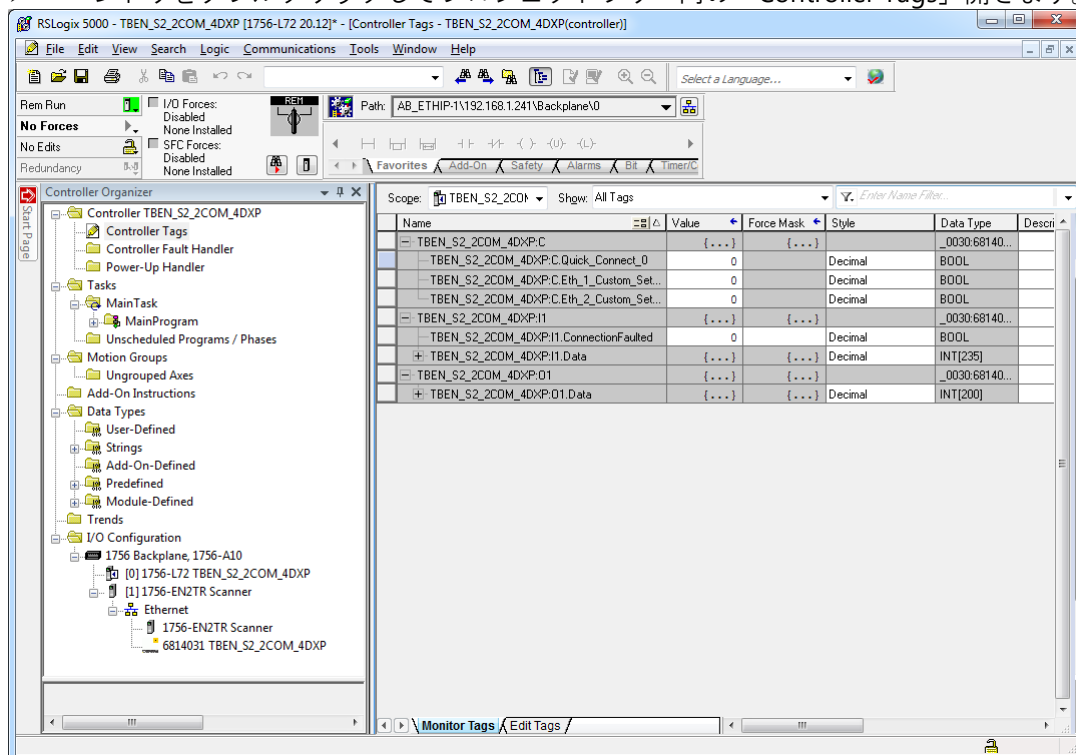 RSLogix 5000 - TBEN_S2_2COM_4DXP [1756-L72 20.12]* - [Controller Tags - TBEN_S2_2COM_4DXP(controller)]
File Edit View Search Logic Communications Tools Window Help
Select a Language...
Rem Run
No Forces
No Edits
Redundancy
I/O Forces:
Disabled
None Installed
SFC Forces:
Disabled
None Installed
REM
Path: AB_ETHIP-1\192.168.1.241\Backplane\0
Favorites Add-On Safety Alarms Bit Timer/C
Start Page
Controller Organizer
Controller TBEN_S2_2COM_4DXP
Controller Tags
Controller Fault Handler
Power-Up Handler
Tasks
MainTask
MainProgram
Unscheduled Programs / Phases
Motion Groups
Ungrouped Axes
Add-On Instructions
Data Types
User-Defined
Strings
Add-On-Defined
Predefined
Module-Defined
Trends
I/O Configuration
1756 Backplane, 1756-A10
[0] 1756-L72 TBEN_S2_2COM_4DXP
[1] 1756-EN2TR Scanner
Ethernet
1756-EN2TR Scanner
6814031 TBEN_S2_2COM_4DXP
Scope: TBEN_S2_2COM Show: All Tags Enter Name Filter...
Name Value Force Mask Style Data Type Descri
TBEN_S2_2COM_4DXP:C {...} {...} _0030:68140...
TBEN_S2_2COM_4DXP:C.Quick_Connect_0 0 Decimal BOOL
TBEN_S2_2COM_4DXP:C.Eth_1_Custom_Set... 0 Decimal BOOL
TBEN_S2_2COM_4DXP:C.Eth_2_Custom_Set... 0 Decimal BOOL
TBEN_S2_2COM_4DXP:I1 {...} {...} _0030:68140...
TBEN_S2_2COM_4DXP:I1.ConnectionFaulted 0 Decimal BOOL
TBEN_S2_2COM_4DXP:I1.Data {...} {...} Decimal INT[235]
TBEN_S2_2COM_4DXP:O1 {...} {...} _0030:68140...
TBEN_S2_2COM_4DXP:O1.Data {...} {...} Decimal INT[200]
Monitor Tags Edit Tags